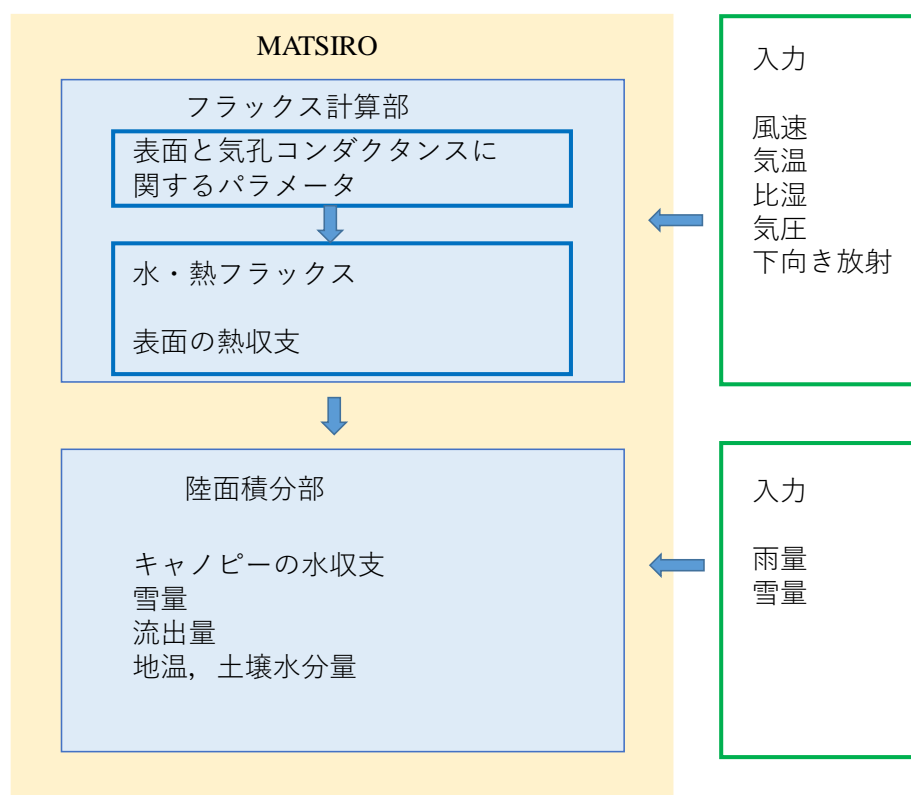 MATSIRO
フラックス計算部
表面と気孔コンダクタンスに
関するパラメータ
水・熱フラックス
表面の熱収支
陸面積分部
キャノピーの水収支
雪量
流出量
地温，土壌水分量
入力
風速
気温
比湿
気圧
下向き放射
入力
雨量
雪量